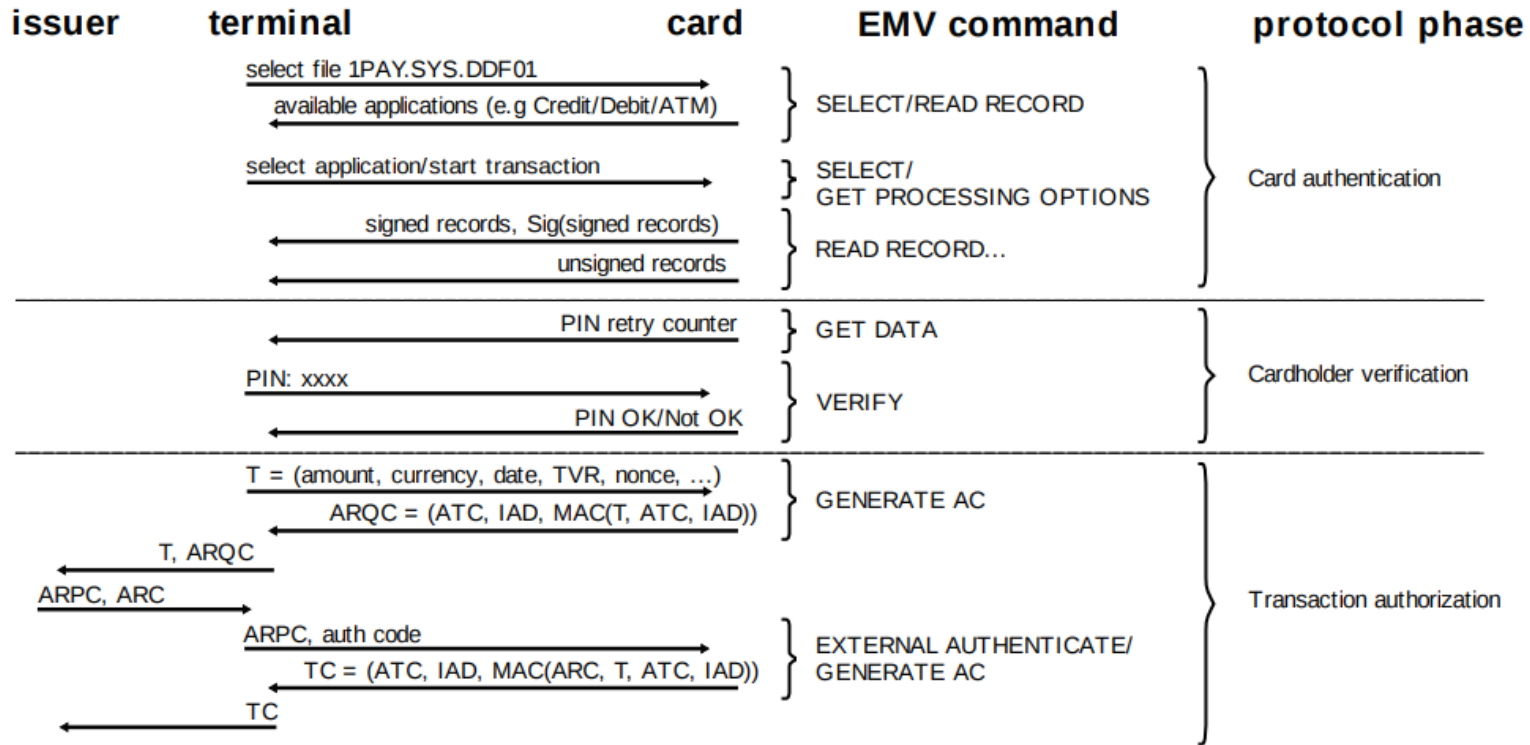 issuer terminal card EMV command protocol phase
select file 1PAY.SYS.DDF01
available applications (e.g Credit/Debit/ATM)
SELECT/READ RECORD
select application/start transaction
SELECT/
GET PROCESSING OPTIONS
Card authentication
signed records, Sig(signed records)
unsigned records
READ RECORD...
PIN retry counter
GET DATA
PIN: xxxx
PIN OK/Not OK
VERIFY
Cardholder verification
T = (amount, currency, date, TVR, nonce, ...)
ARQC = (ATC, IAD, MAC(T, ATC, IAD))
GENERATE AC
T, ARQC
ARPC, ARC
Transaction authorization
ARPC, auth code
TC = (ATC, IAD, MAC(ARC, T, ATC, IAD))
EXTERNAL AUTHENTICATE/
GENERATE AC
TC